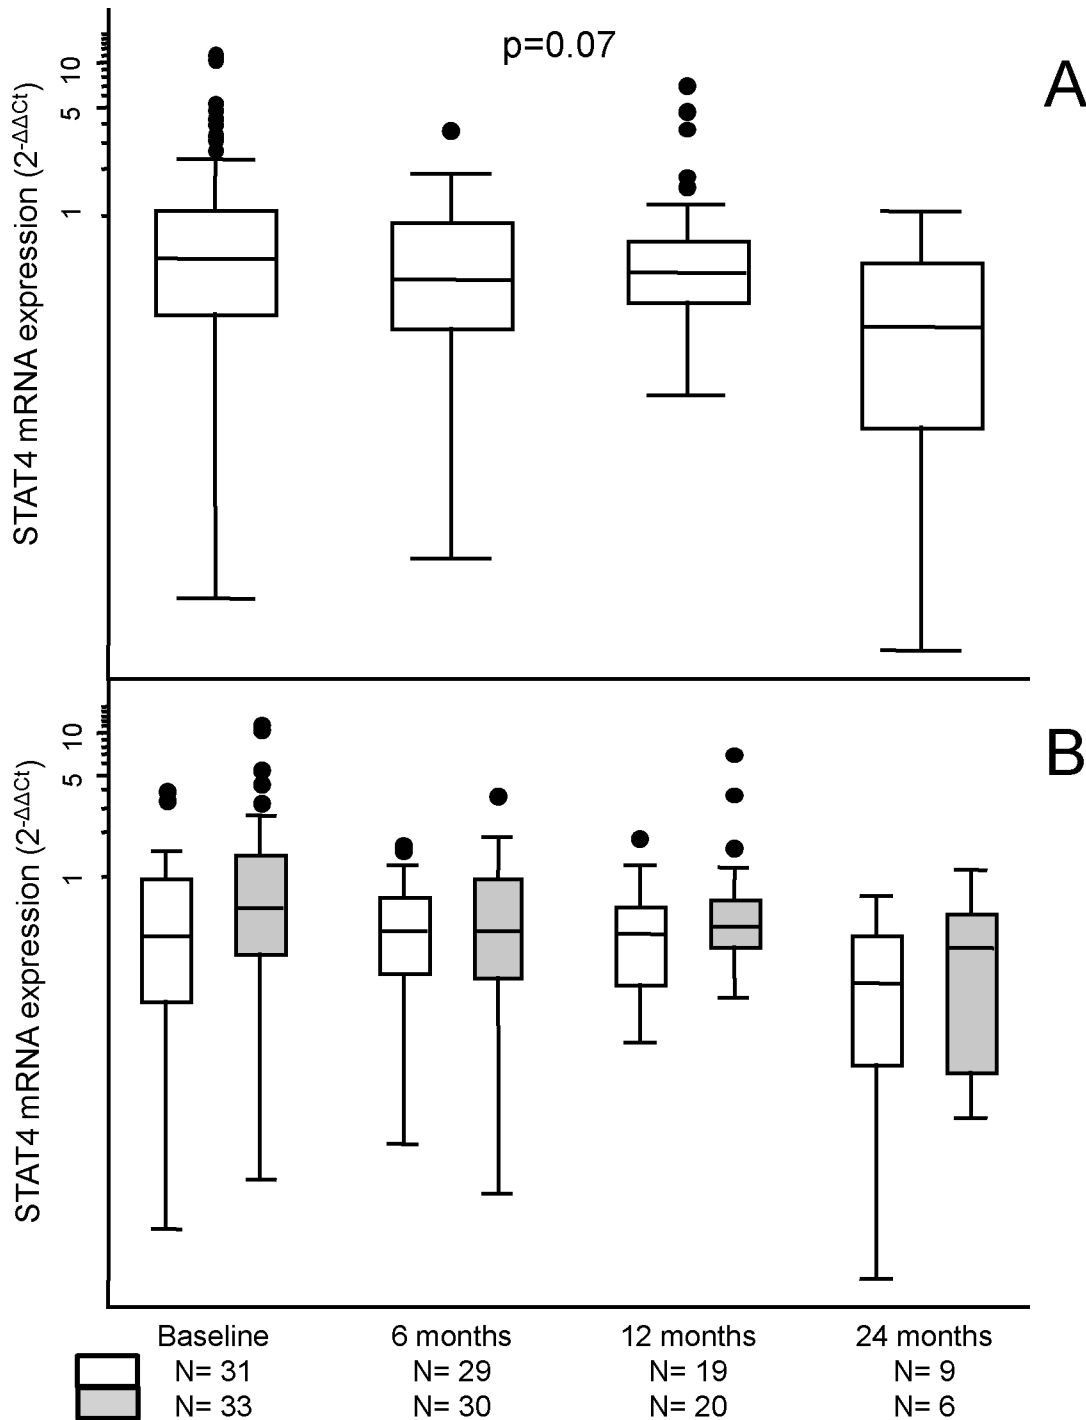 p=0.07
A
STAT4 mRNA expression (2-ΔΔCt)
10
5
1
B
STAT4 mRNA expression (2-ΔΔCt)
10
5
1
Baseline 6 months 12 months 24 months
N= 31 N= 29 N= 19 N= 9
N= 33 N= 30 N= 20 N= 6